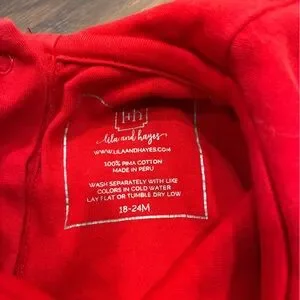 lila and hayes
WWW.LILAANDHAYES.COM
100% PIMA COTTON
MADE IN PERU
WASH SEPARATELY WITH LIKE
COLORS IN COLD WATER
LAY FLAT OR TUMBLE DRY LOW
18-24M